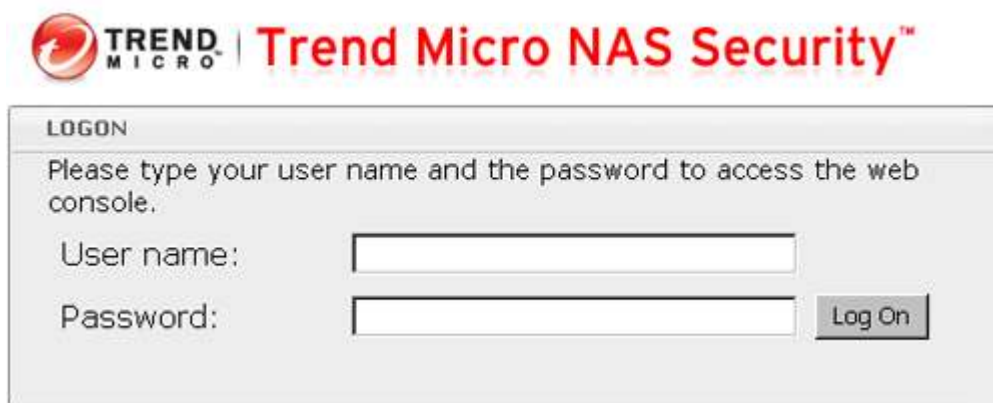 TREND MICRO | Trend Micro NAS Security™
LOGON
Please type your user name and the password to access the web
console.
User name:
Password:
Log On